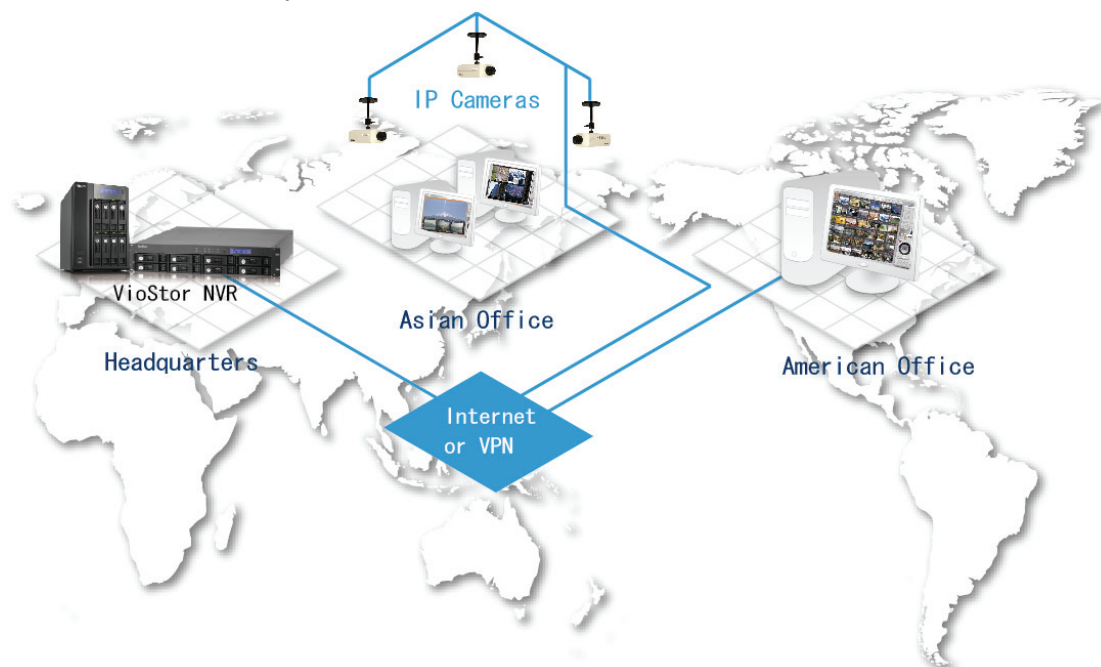 IP Cameras
VioStor NVR
Asian Office
Headquarters
American Office
Internet
or VPN